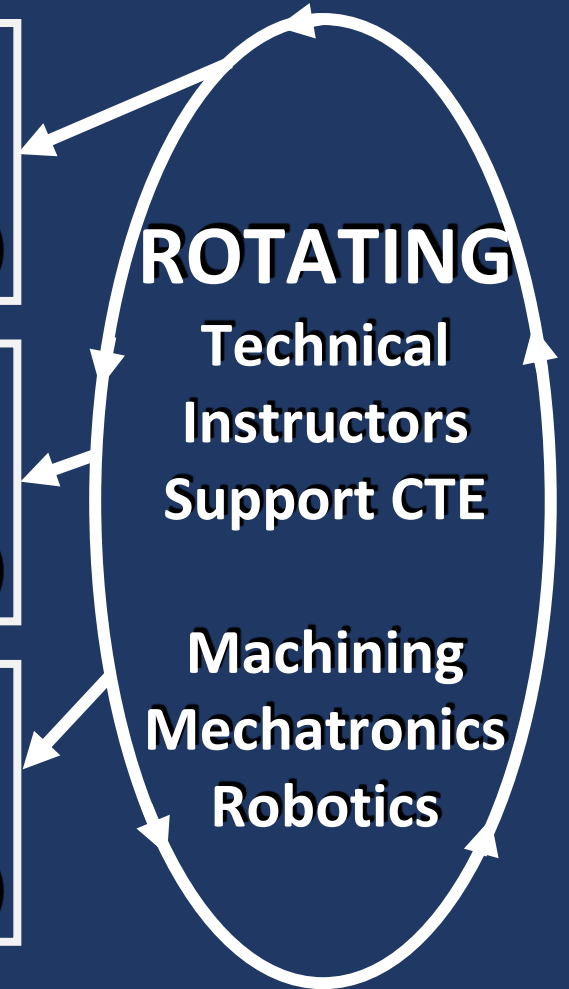 ROTATING
Technical
Instructors
Support CTE
Machining
Mechatronics
Robotics